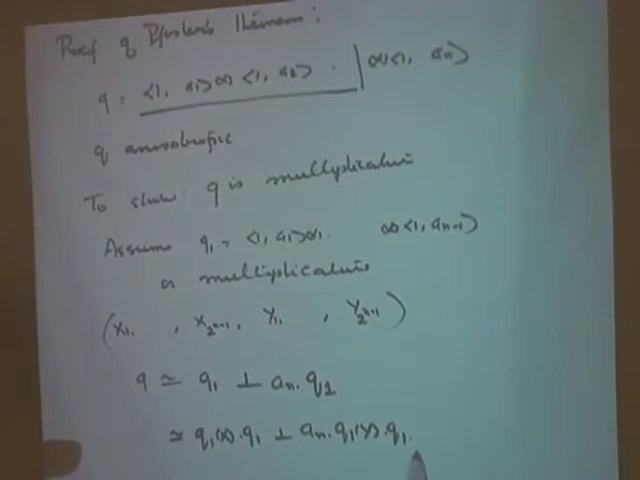 Proof of Pfister's theorem:
q = <1, a₁> ⊗ <1, a₂> . | ⊗ <1, aₙ>
q anisotropic
To show: q is multiplicative
Assume q₁ = <1, a₁> ⊗ . ⊗ <1, aₙ₋₁>
is multiplicative
(X₁. , X₂ⁿ⁻¹, Y₁, , Y₂ⁿ⁻¹)
q ≃ q₁ ⊥ aₙ. q₁
≃ q₁(x). q₁ ⊥ aₙ. q₁(y). q₁.